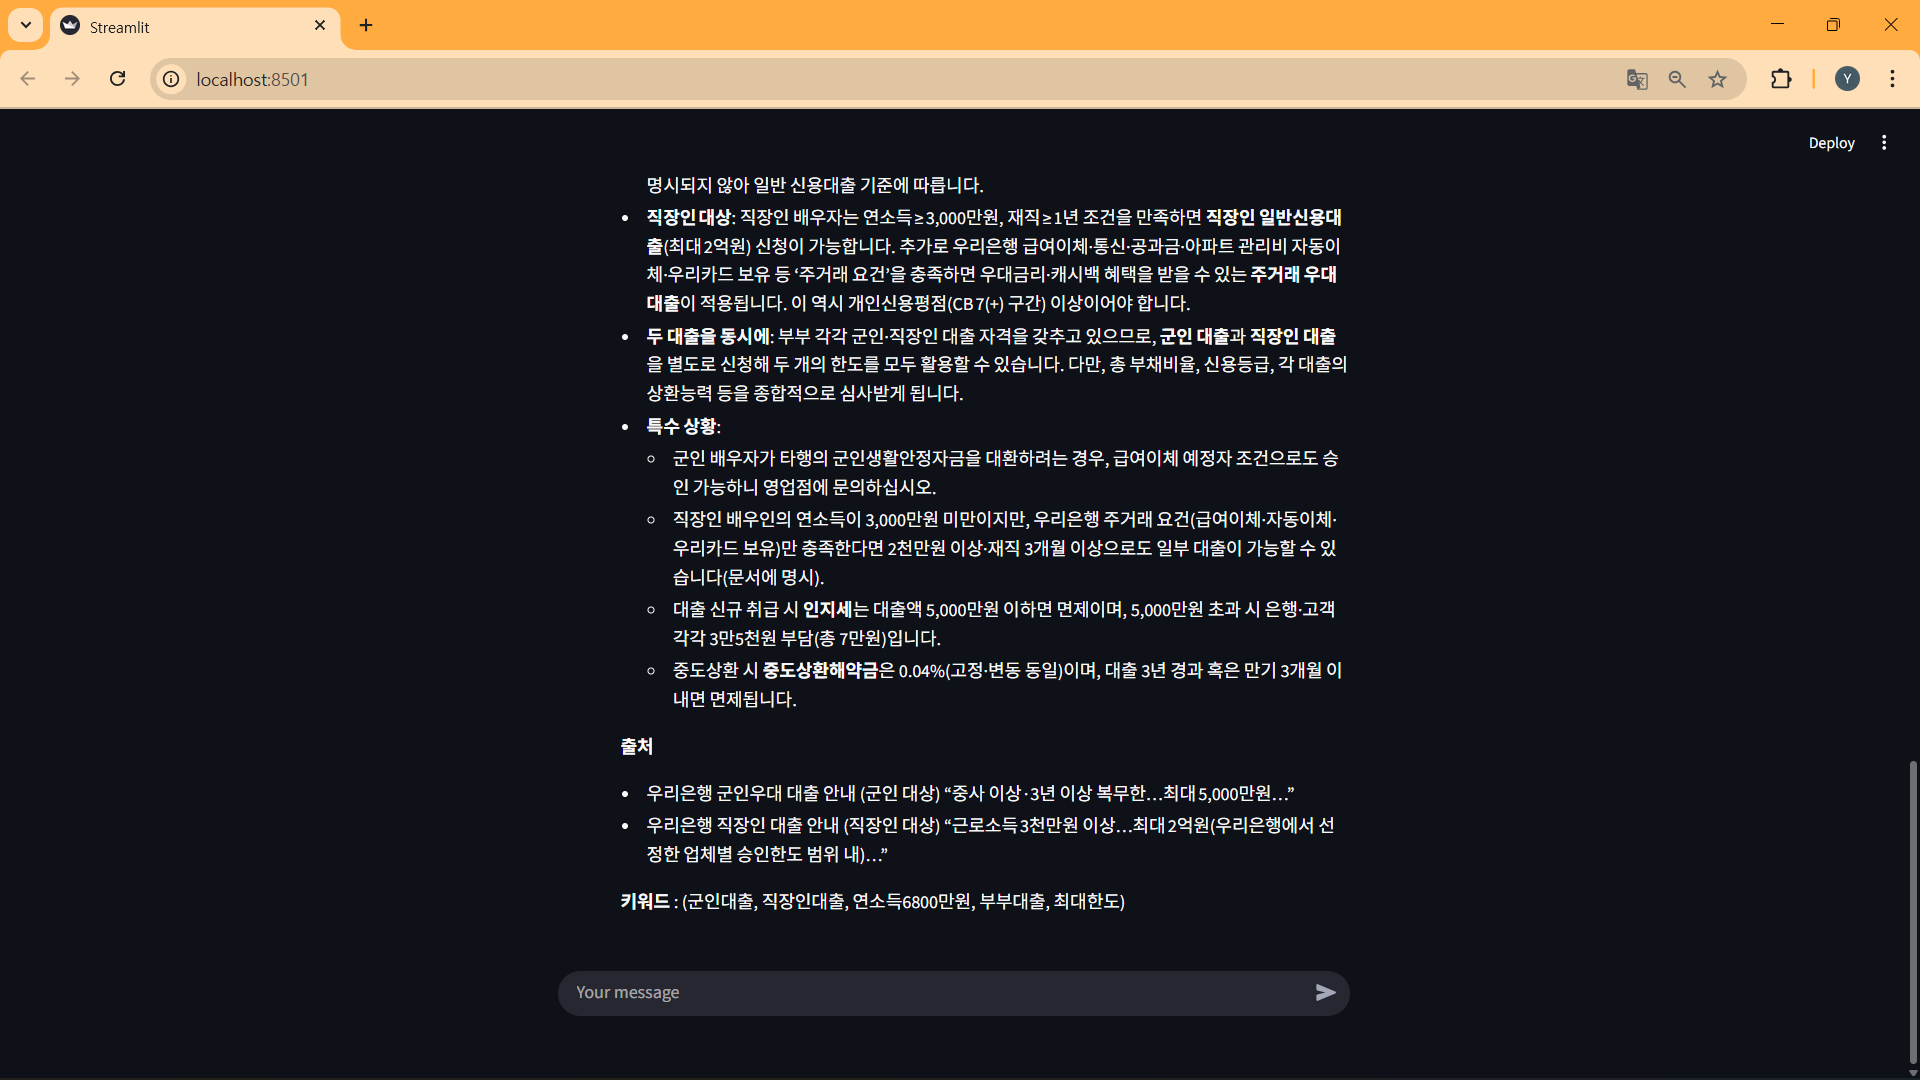 Streamlit
localhost:8501
Y
Deploy
명시되지 않아 일반 신용대출 기준에 따릅니다.
• 직장인 대상: 직장인 배우자는 연소득≥3,000만원, 재직≥1년 조건을 만족하면 직장인 일반신용대
출(최대 2억원) 신청이 가능합니다. 추가로 우리은행 급여이체·통신·공과금·아파트 관리비 자동이
체·우리카드 보유 등 ‘주거래 요건’을 충족하면 우대금리·캐시백 혜택을 받을 수 있는 주거래 우대
대출이 적용됩니다. 이 역시 개인신용평점(CB 7(+) 구간) 이상이어야 합니다.
• 두 대출을 동시에: 부부 각각 군인·직장인 대출 자격을 갖추고 있으므로, 군인 대출과 직장인 대출
을 별도로 신청해 두 개의 한도를 모두 활용할 수 있습니다. 다만, 총 부채비율, 신용등급, 각 대출의
상환능력 등을 종합적으로 심사받게 됩니다.
• 특수 상황:
◦ 군인 배우자가 타행의 군인생활안정자금을 대환하려는 경우, 급여이체 예정자 조건으로도 승
인 가능하니 영업점에 문의하십시오.
◦ 직장인 배우인의 연소득이 3,000만원 미만이지만, 우리은행 주거래 요건(급여이체·자동이체·
우리카드 보유)만 충족한다면 2천만원 이상·재직 3개월 이상으로도 일부 대출이 가능할 수 있
습니다(문서에 명시).
◦ 대출 신규 취급 시 인지세는 대출액 5,000만원 이하면 면제이며, 5,000만원 초과 시 은행·고객
각각 3만5천원 부담(총 7만원)입니다.
◦ 중도상환 시 중도상환해약금은 0.04%(고정·변동 동일)이며, 대출 3년 경과 혹은 만기 3개월 이
내면 면제됩니다.
출처
• 우리은행 군인우대 대출 안내 (군인 대상) “중사 이상·3년 이상 복무한…최대 5,000만원…”
• 우리은행 직장인 대출 안내 (직장인 대상) “근로소득 3천만원 이상…최대 2억원(우리은행에서 선
정한 업체별 승인한도 범위 내)…”
키워드 : (군인대출, 직장인대출, 연소득6800만원, 부부대출, 최대한도)
Your message